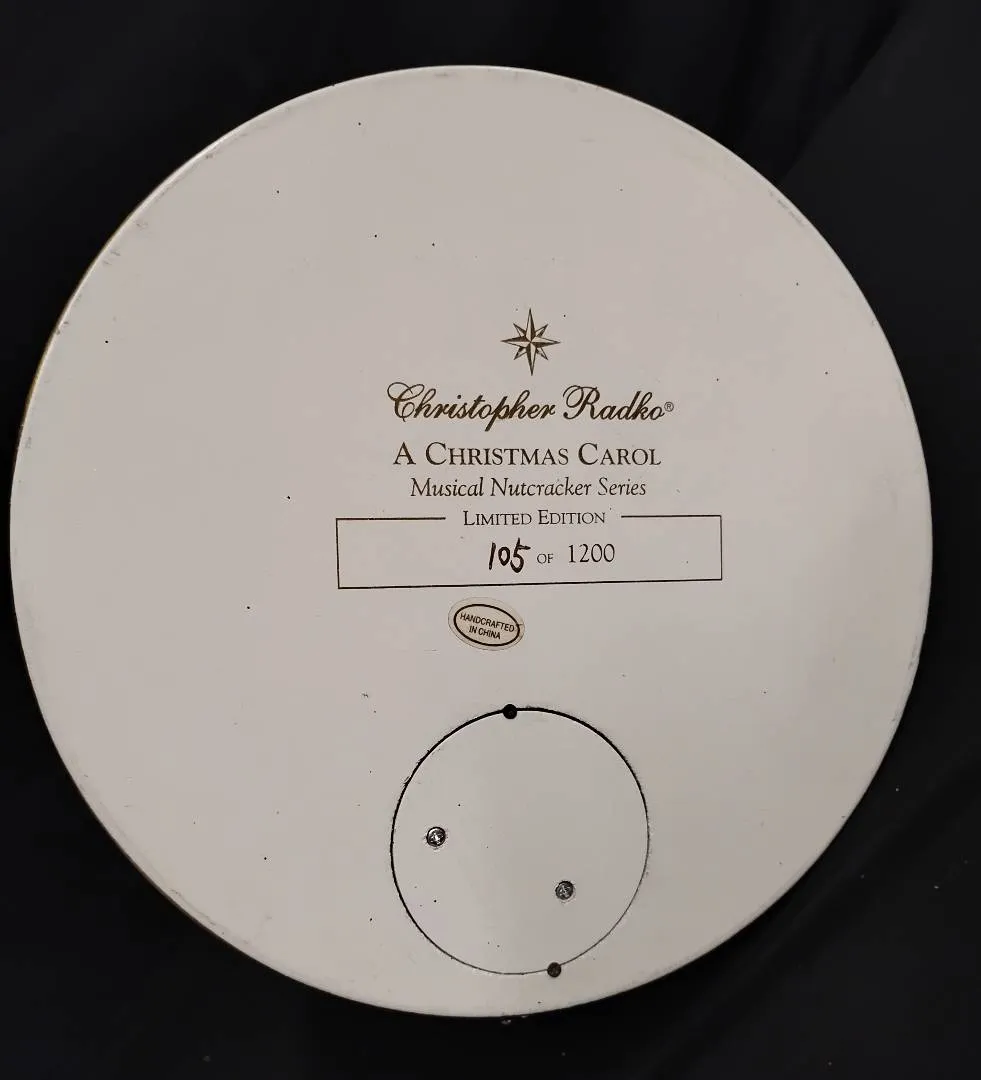 Christopher Radko®
A CHRISTMAS CAROL
Musical Nutcracker Series
LIMITED EDITION
105 OF 1200
HANDCRAFTED
IN CHINA